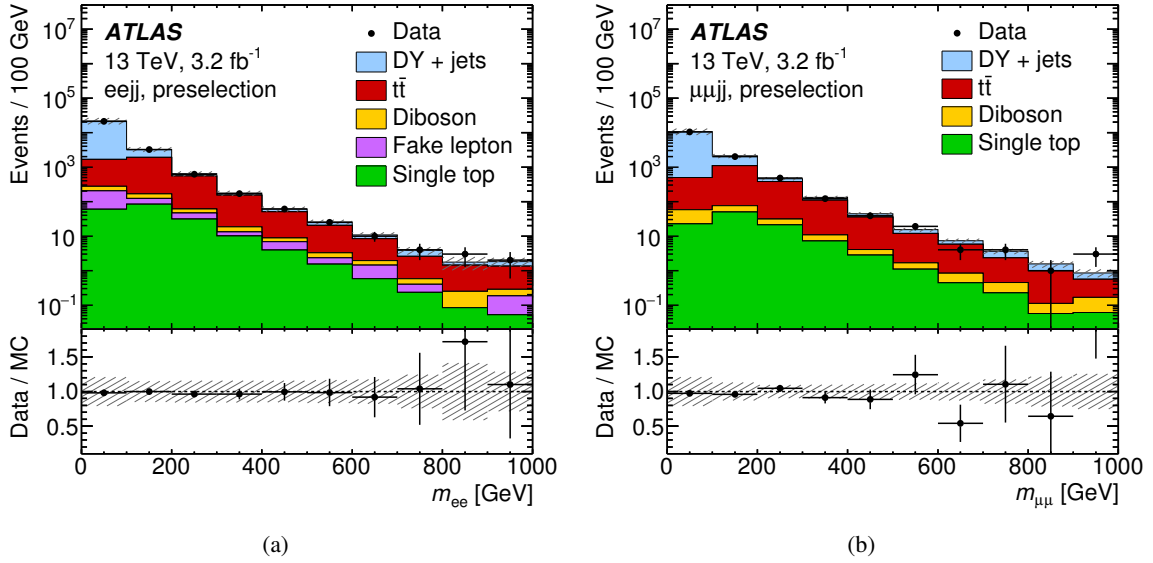 Events / 100 GeV
10⁷
10⁵
10³
10
10⁻¹
ATLAS
13 TeV, 3.2 fb⁻¹
eejj, preselection
Data
DY + jets
tt̄
Diboson
Fake lepton
Single top
Data / MC
1.5
1.0
0.5
0 200 400 600 800 1000
mₑₑ [GeV]
(a)
Events / 100 GeV
10⁷
10⁵
10³
10
10⁻¹
ATLAS
13 TeV, 3.2 fb⁻¹
μμjj, preselection
Data
DY + jets
tt̄
Diboson
Single top
Data / MC
1.5
1.0
0.5
0 200 400 600 800 1000
m_μμ [GeV]
(b)